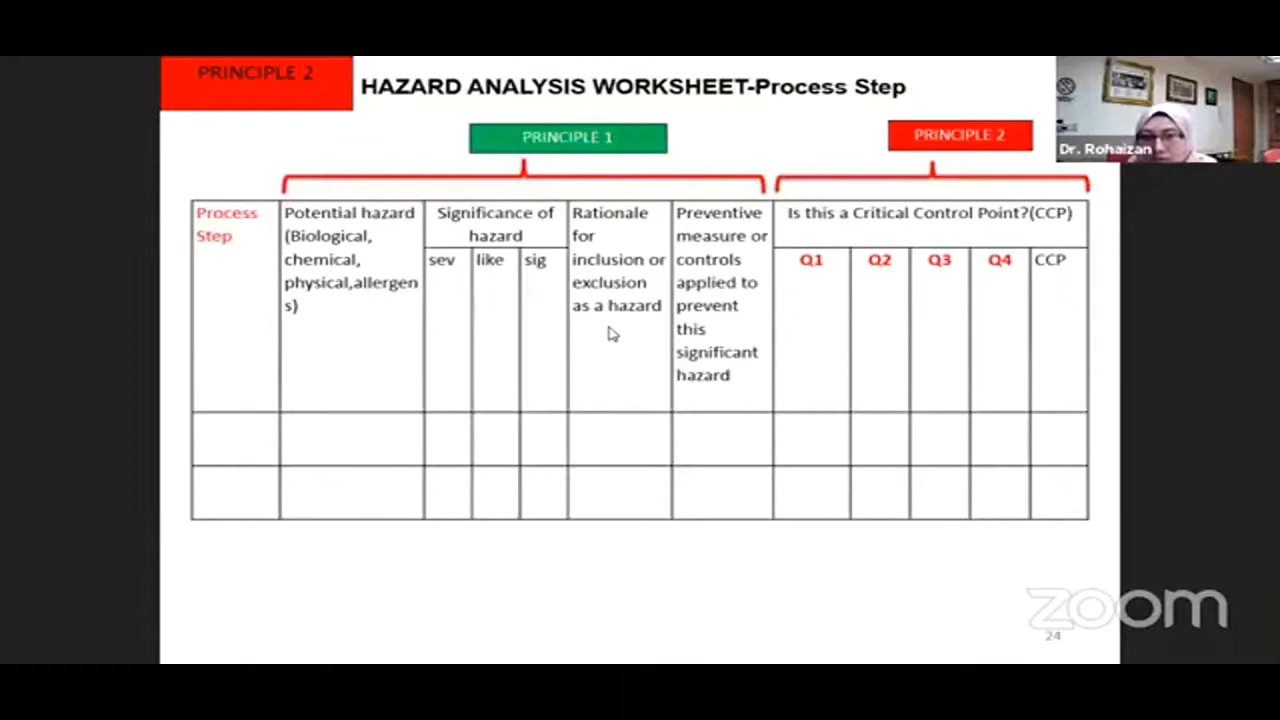 PRINCIPLE 2
HAZARD ANALYSIS WORKSHEET-Process Step
PRINCIPLE 1
PRINCIPLE 2
Dr. Rohaizan
Process
Step
Potential hazard
(Biological,
chemical,
physical,allergen
s)
Significance of
hazard
sev
like
sig
Rationale
for
inclusion or
exclusion
as a hazard
Preventive
measure or
controls
applied to
prevent
this
significant
hazard
Is this a Critical Control Point?(CCP)
Q1
Q2
Q3
Q4
CCP
zoom
24